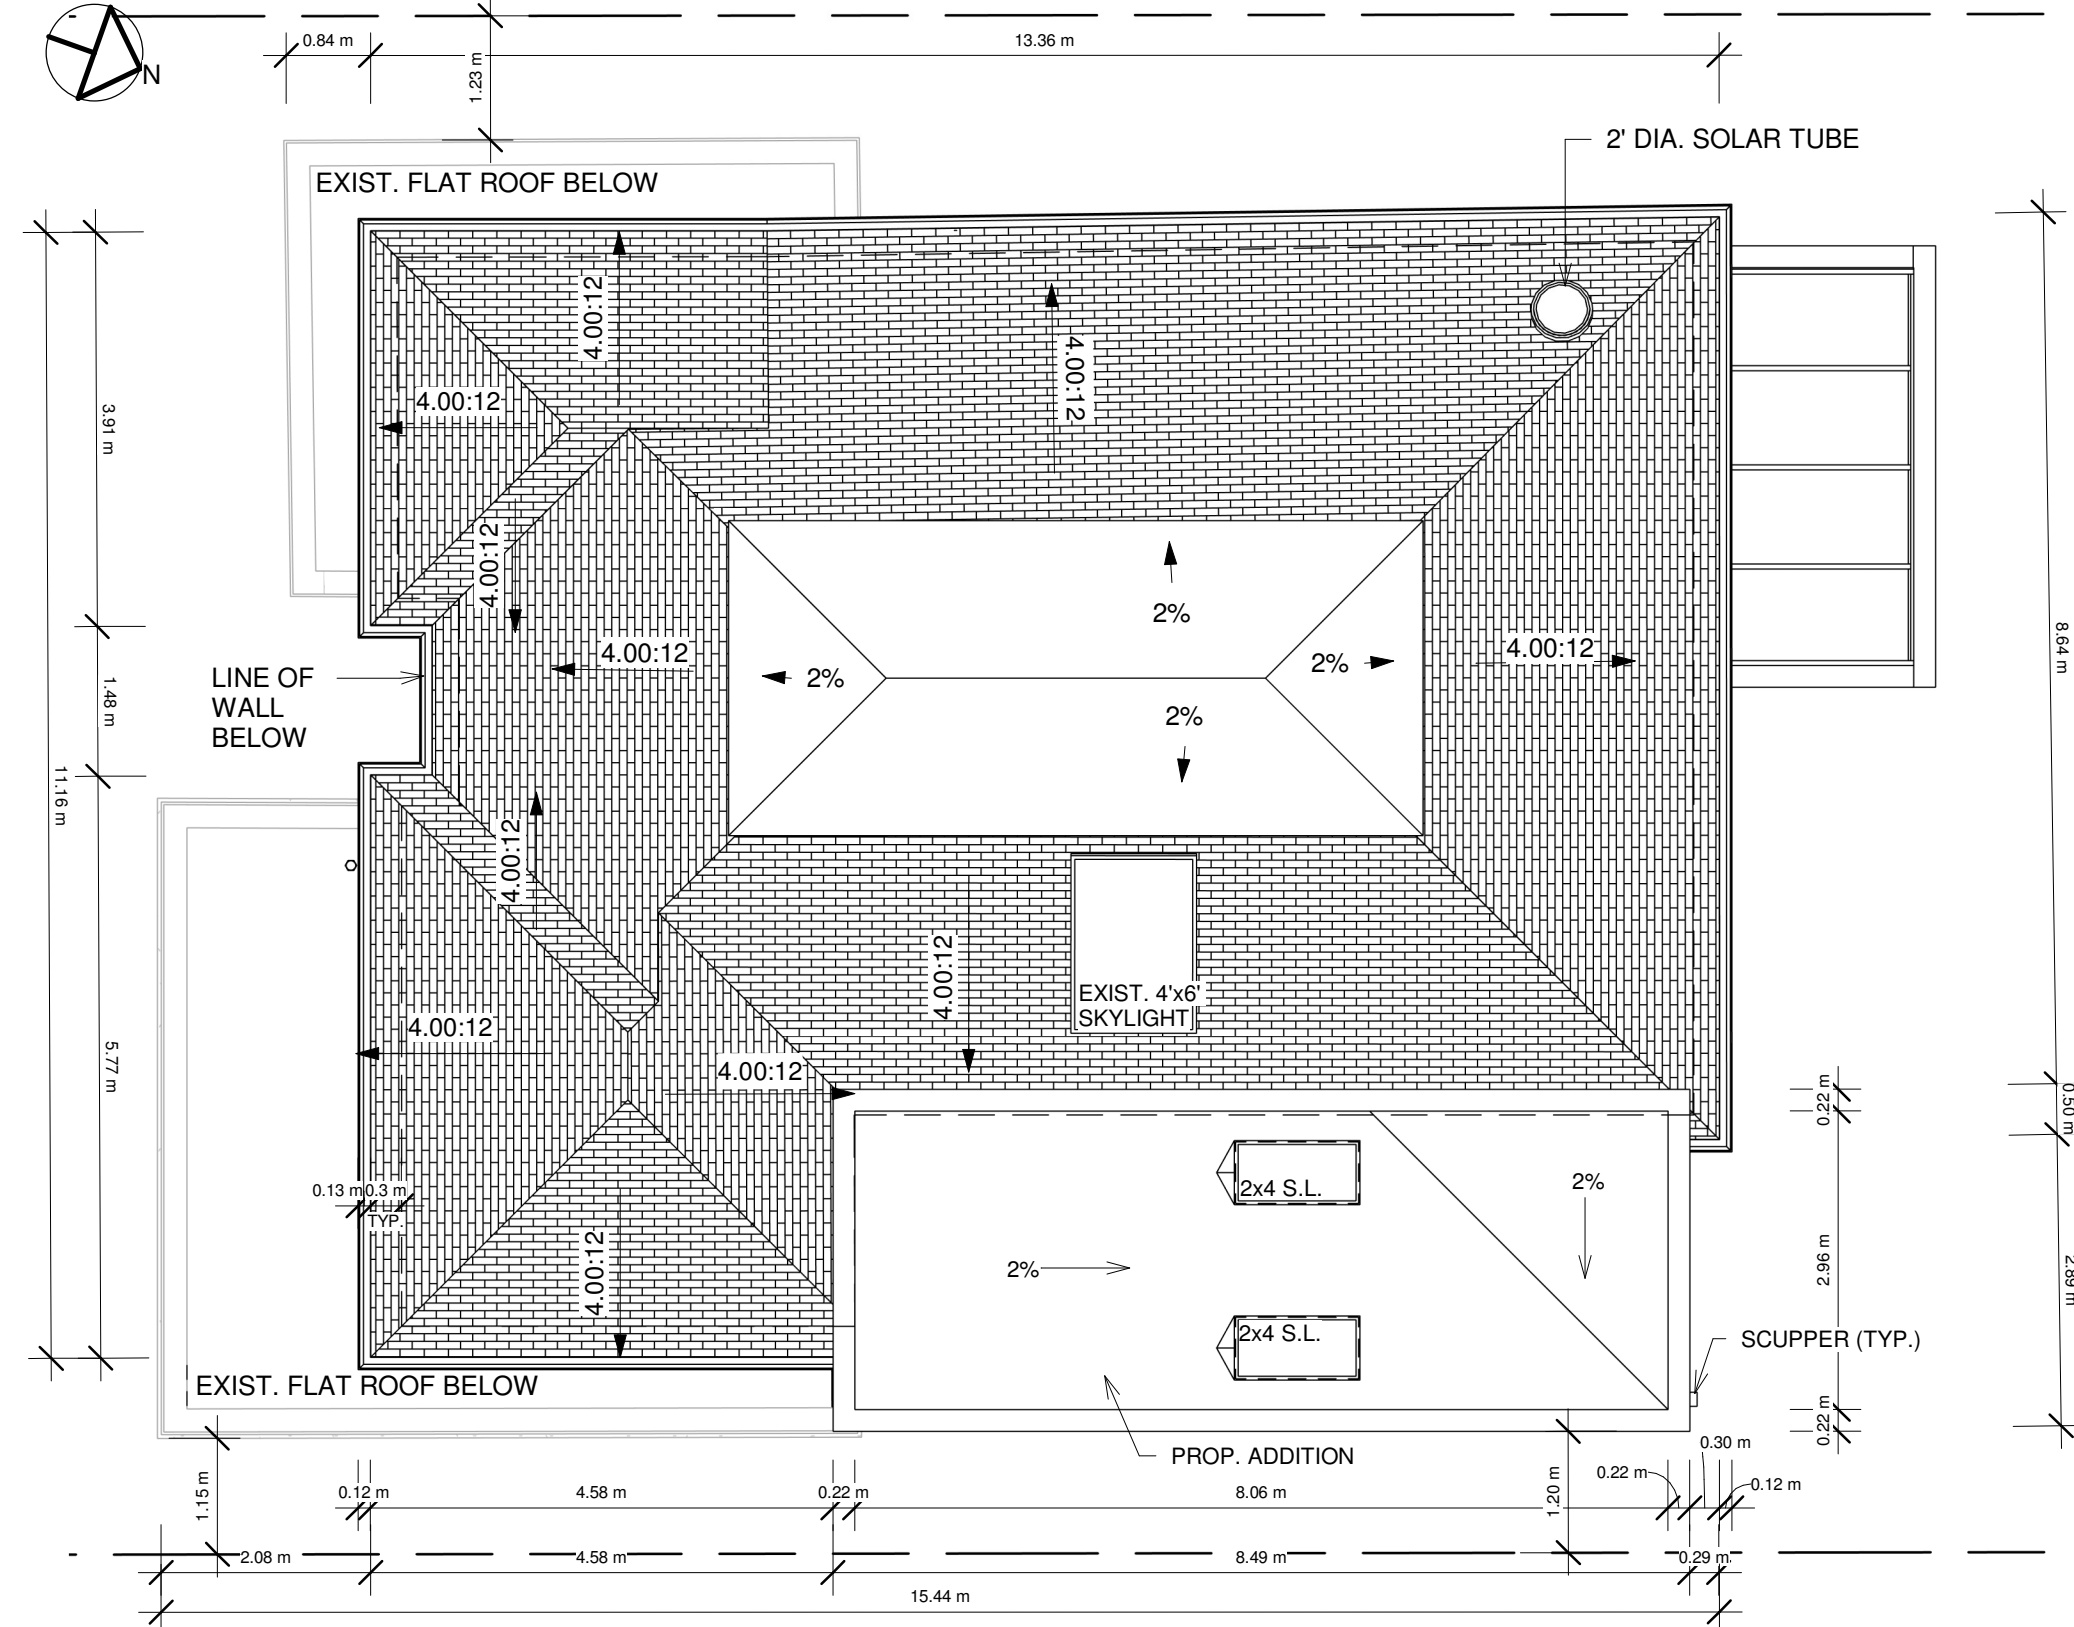 0.84 m
13.36 m
1.23 m
N
2' DIA. SOLAR TUBE
EXIST. FLAT ROOF BELOW
4.00:12
4.00:12
4.00:12
3.91 m
4.00:12
4.00:12
2%
4.00:12
8.64 m
LINE OF
WALL
BELOW
2%
2%
1.48 m
2%
11.16 m
4.00:12
4.00:12
EXIST. 4'x6'
SKYLIGHT
4.00:12
4.00:12
5.77 m
0.22 m
0.50 m
0.13 m
0.3 m
TYP.
2x4 S.L.
2%
4.00:12
2%
2.96 m
2.89 m
2x4 S.L.
SCUPPER (TYP.)
EXIST. FLAT ROOF BELOW
0.22 m
PROP. ADDITION
0.30 m
0.22 m
0.12 m
1.15 m
0.12 m
4.58 m
0.22 m
8.06 m
1.20 m
2.08 m
4.58 m
8.49 m
0.29 m
15.44 m